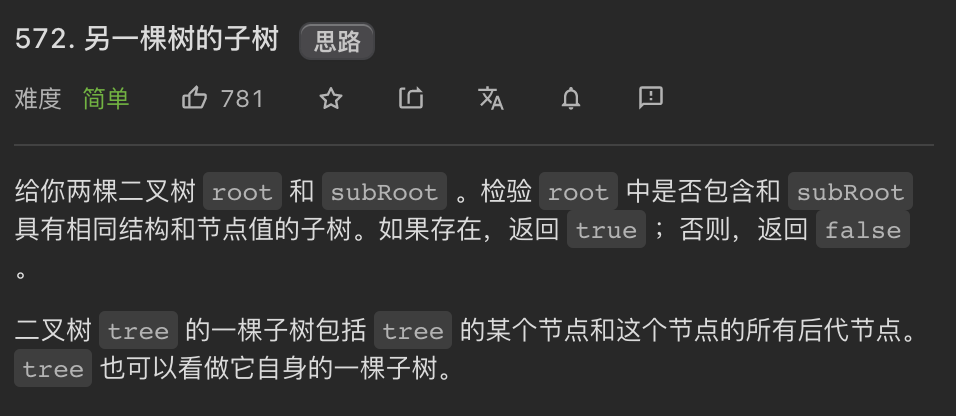 572. 另一棵树的子树 思路
难度 简单 781
给你两棵二叉树 root 和 subRoot 。检验 root 中是否包含和 subRoot
具有相同结构和节点值的子树。如果存在，返回 true ；否则，返回 false
。
二叉树 tree 的一棵子树包括 tree 的某个节点和这个节点的所有后代节点。
tree 也可以看做它自身的一棵子树。